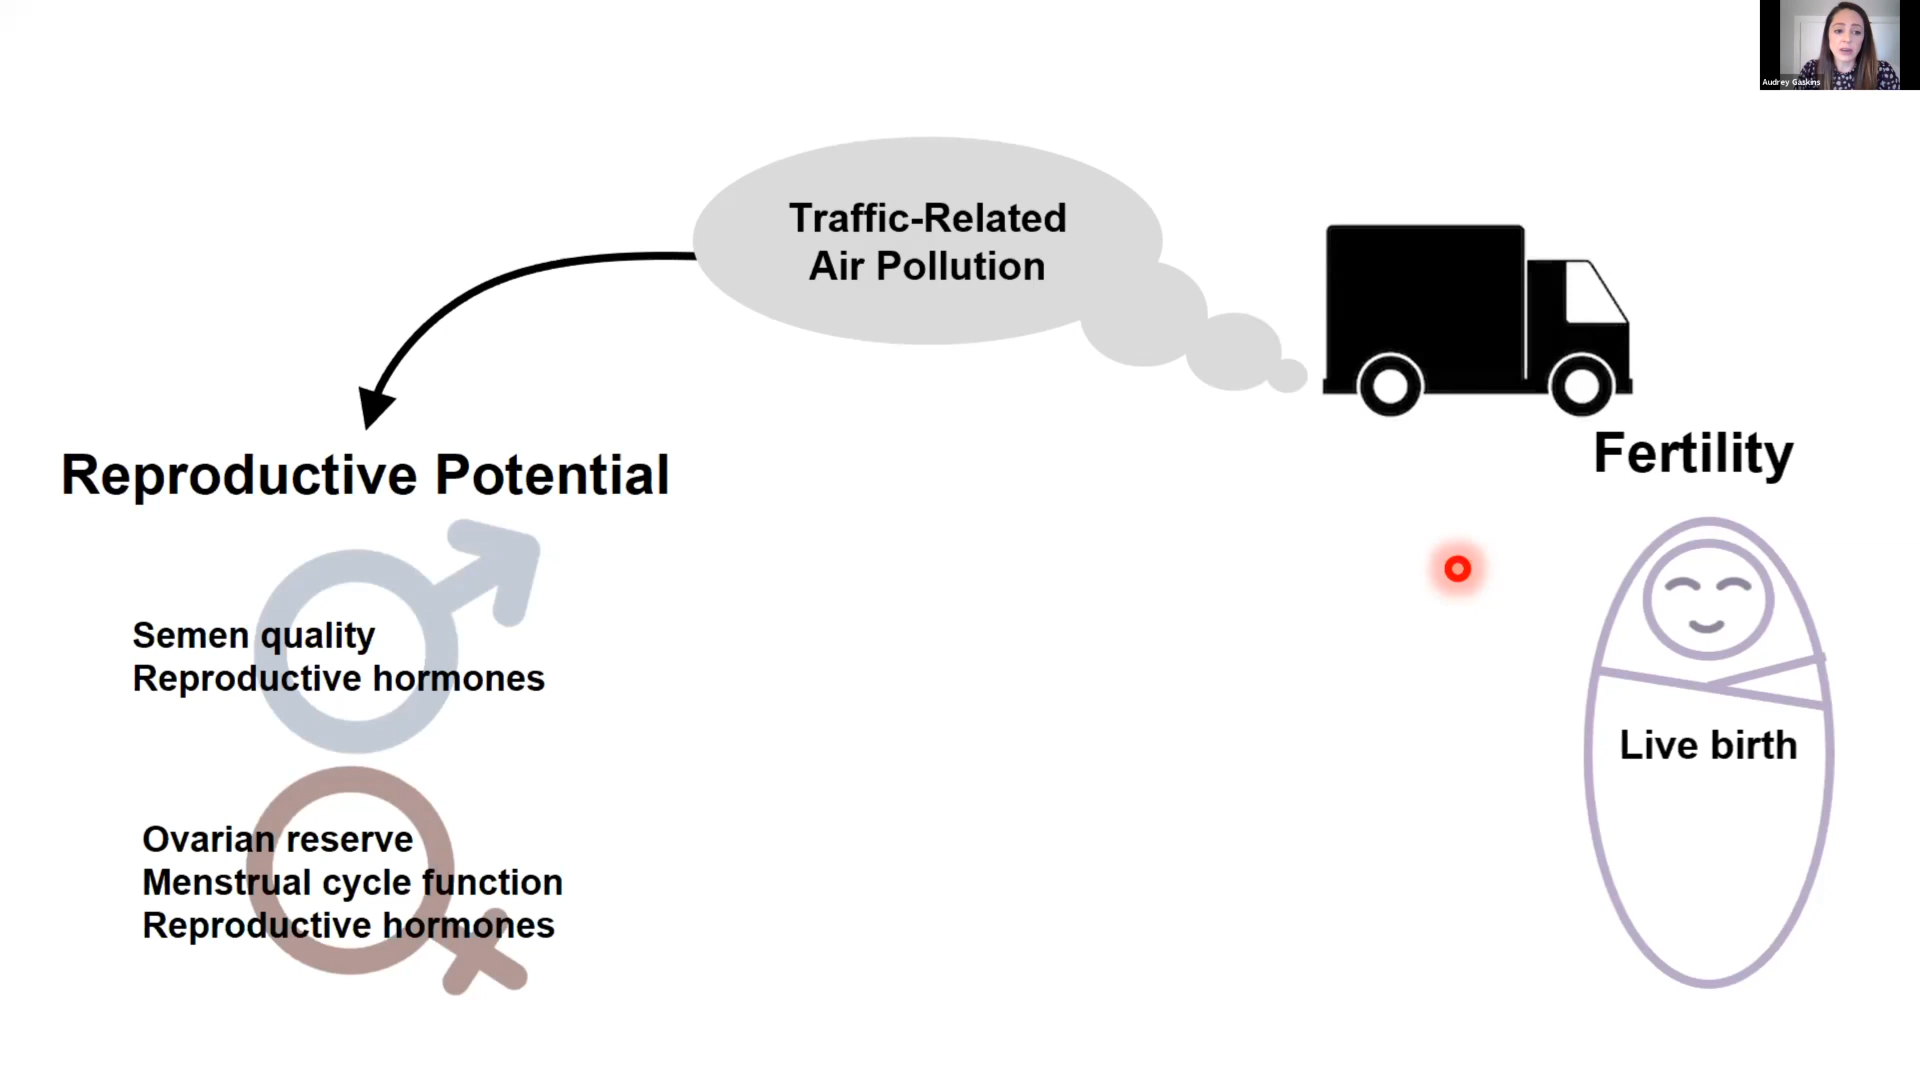 Audrey Gaskins
Traffic-Related
Air Pollution
Reproductive Potential
Fertility
Semen quality
Reproductive hormones
Live birth
Ovarian reserve
Menstrual cycle function
Reproductive hormones